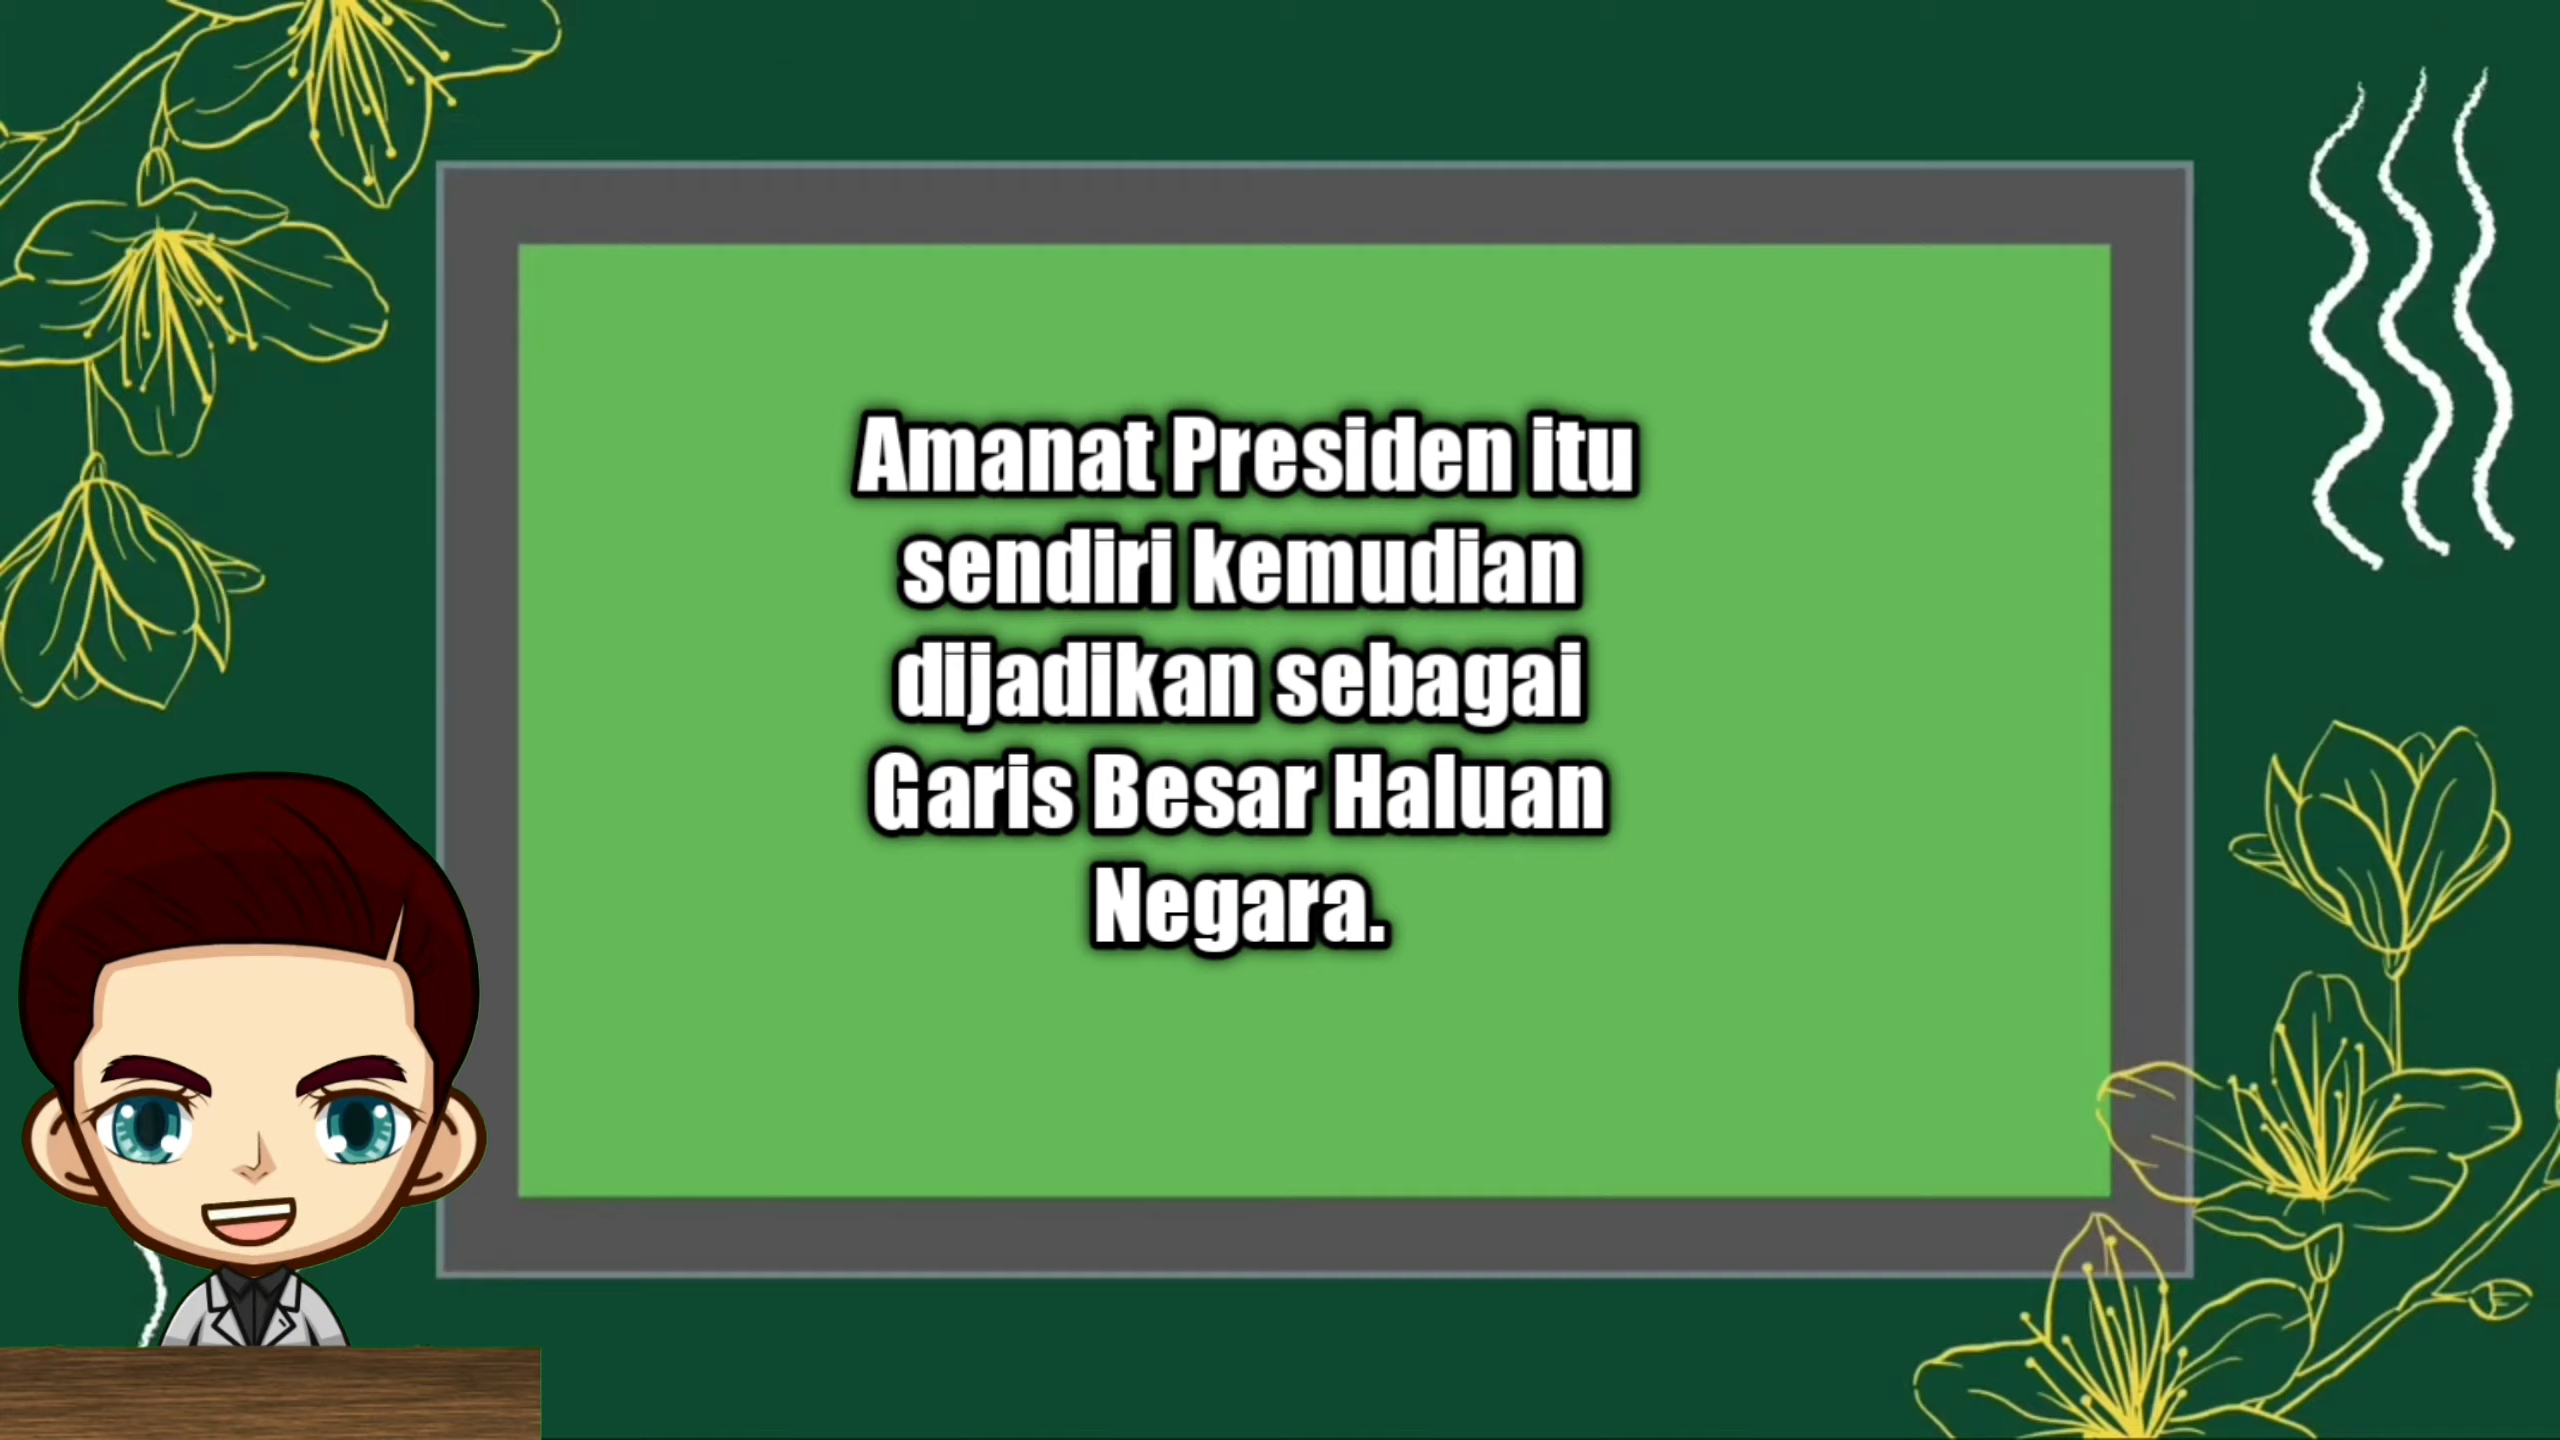 Amanat Presiden itu
sendiri kemudian
dijadikan sebagai
Garis Besar Haluan
Negara.